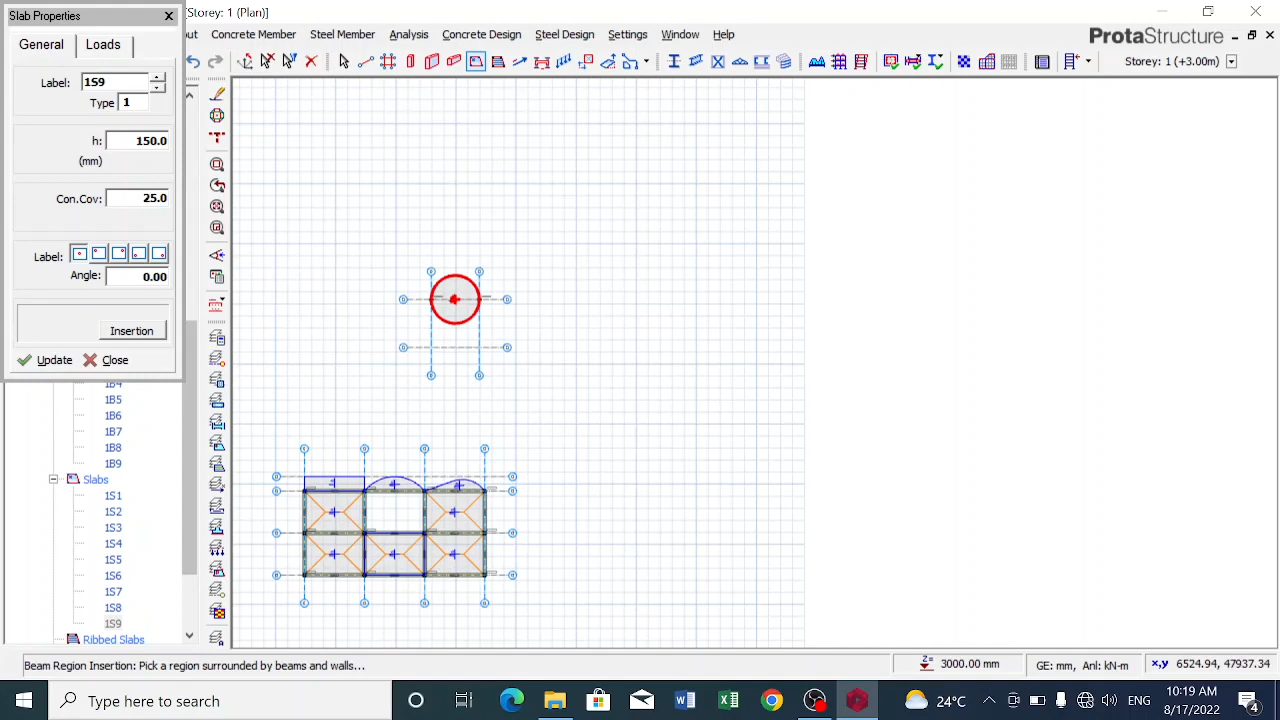 Slab Properties
[Storey: 1 (Plan)]
General
Loads
ut
Concrete Member
Steel Member
Analysis
Concrete Design
Steel Design
Settings
Window
Help
ProtaStructure
Storey: 1 (+3.00m)
Label:
159
Type
1
h:
150.0
(mm)
Con.Cov:
25.0
Label:
Angle:
0.00
Insertion
Update
Close
1B4
1B5
1B6
1B7
1B8
1B9
Slabs
1S1
1S2
1S3
1S4
1S5
1S6
1S7
1S8
1S9
Ribbed Slabs
Beam Region Insertion: Pick a region surrounded by beams and walls...
Z=
3000.00 mm
GE: mm, Anl: kN-m
x,y
6524.94, 47937.34
Type here to search
24°C
ENG
10:19 AM
8/17/2022